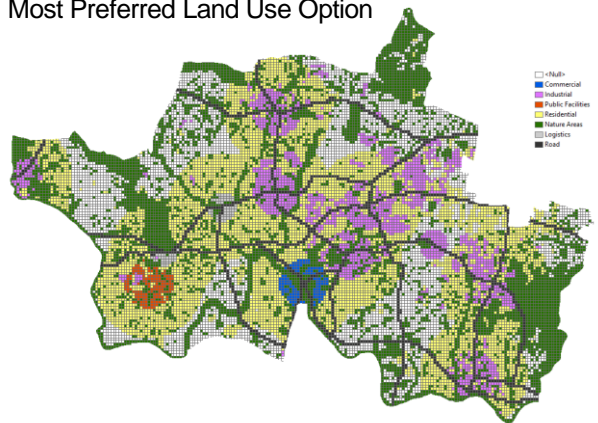 Most Preferred Land Use Option
<Null>
Commercial
Industrial
Public Facilities
Residential
Nature Areas
Logistics
Road